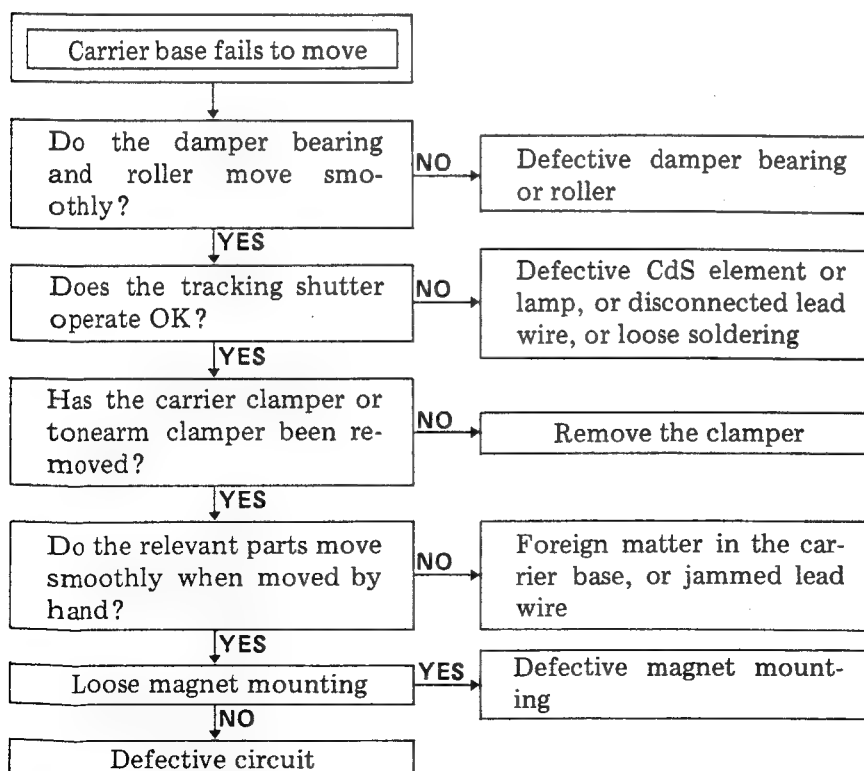 Carrier base fails to move
Do the damper bearing
and roller move smo-
othly?
NO
Defective damper bearing
or roller
YES
Does the tracking shutter
operate OK?
NO
Defective CdS element or
lamp, or disconnected lead
wire, or loose soldering
YES
Has the carrier clamper or
tonearm clamper been re-
moved?
NO
Remove the clamper
YES
Do the relevant parts move
smoothly when moved by
hand?
NO
Foreign matter in the car-
rier base, or jammed lead
wire
YES
Loose magnet mounting
YES
Defective magnet mount-
ing
NO
Defective circuit